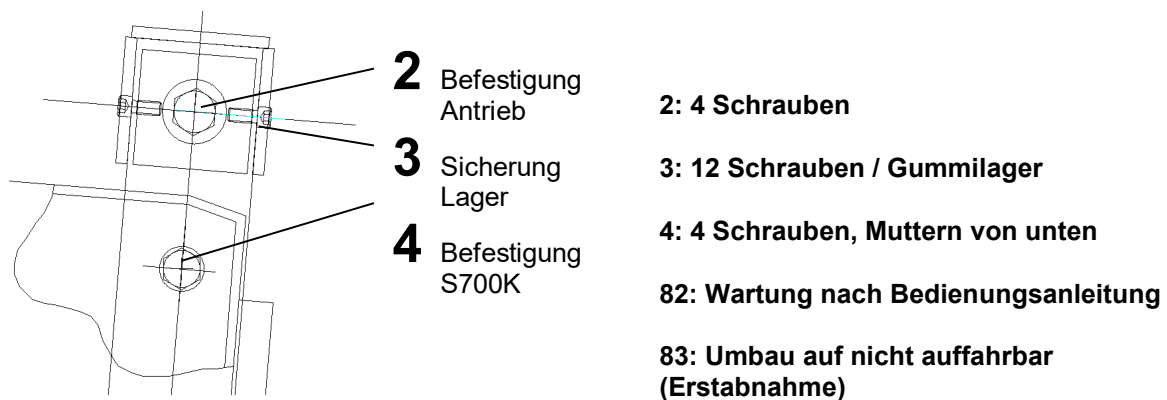 2 Befestigung
Antrieb
3 Sicherung
Lager
4 Befestigung
S700K
2: 4 Schrauben
3: 12 Schrauben / Gummilager
4: 4 Schrauben, Muttern von unten
82: Wartung nach Bedienungsanleitung
83: Umbau auf nicht auffahrbar
(Erstabnahme)